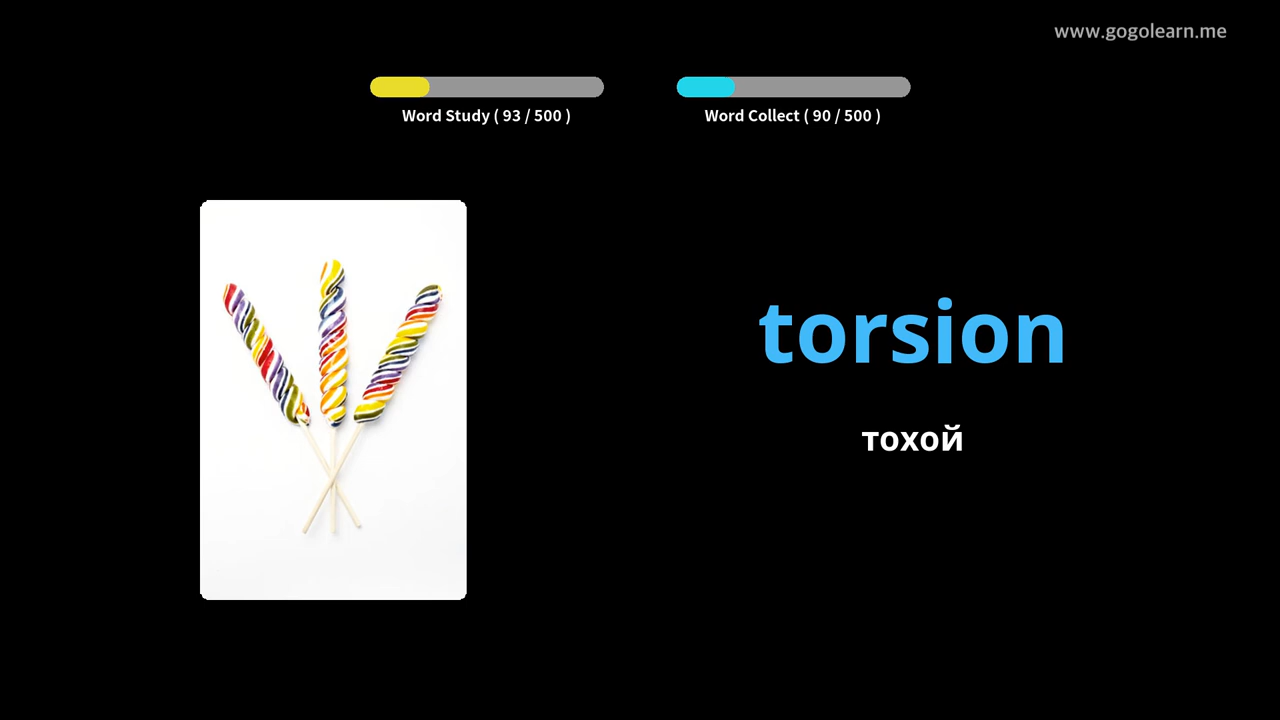 www.gogolearn.me
Word Study ( 93 / 500 )
Word Collect ( 90 / 500 )
torsion
тохой